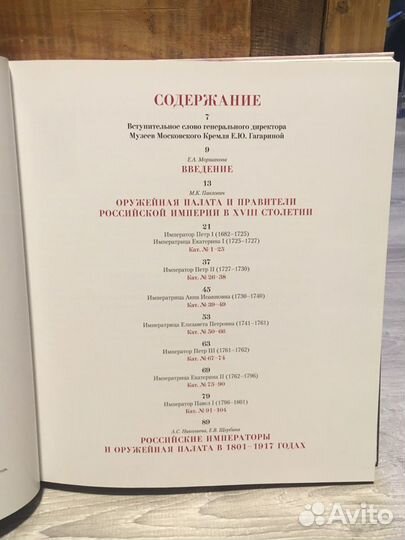 СОДЕРЖАНИЕ
7
Вступительное слово генерального директора
Музеев Московского Кремля Е.Ю. Гагариной
9
Е.А. Моршакова
ВВЕДЕНИЕ
13
М.К. Павлович
ОРУЖЕЙНАЯ ПАЛАТА И ПРАВИТЕЛИ
РОССИЙСКОЙ ИМПЕРИИ В XVIII СТОЛЕТИИ
21
Император Петр I (1682–1725)
Императрица Екатерина I (1725–1727)
Кат. № 1–25
37
Император Петр II (1727–1730)
Кат. № 26–38
45
Императрица Анна Иоанновна (1730–1740)
Кат. № 39–49
53
Императрица Елизавета Петровна (1741–1761)
Кат. № 50–66
63
Император Петр III (1761–1762)
Кат. № 67–74
69
Императрица Екатерина II (1762–1796)
Кат. № 75–90
79
Император Павел I (1796–1801)
Кат. № 91–104
89
А.С. Насонова, Е.В. Щербина
РОССИЙСКИЕ ИМПЕРАТОРЫ
И ОРУЖЕЙНАЯ ПАЛАТА В 1801–1917 ГОДАХ
Avito